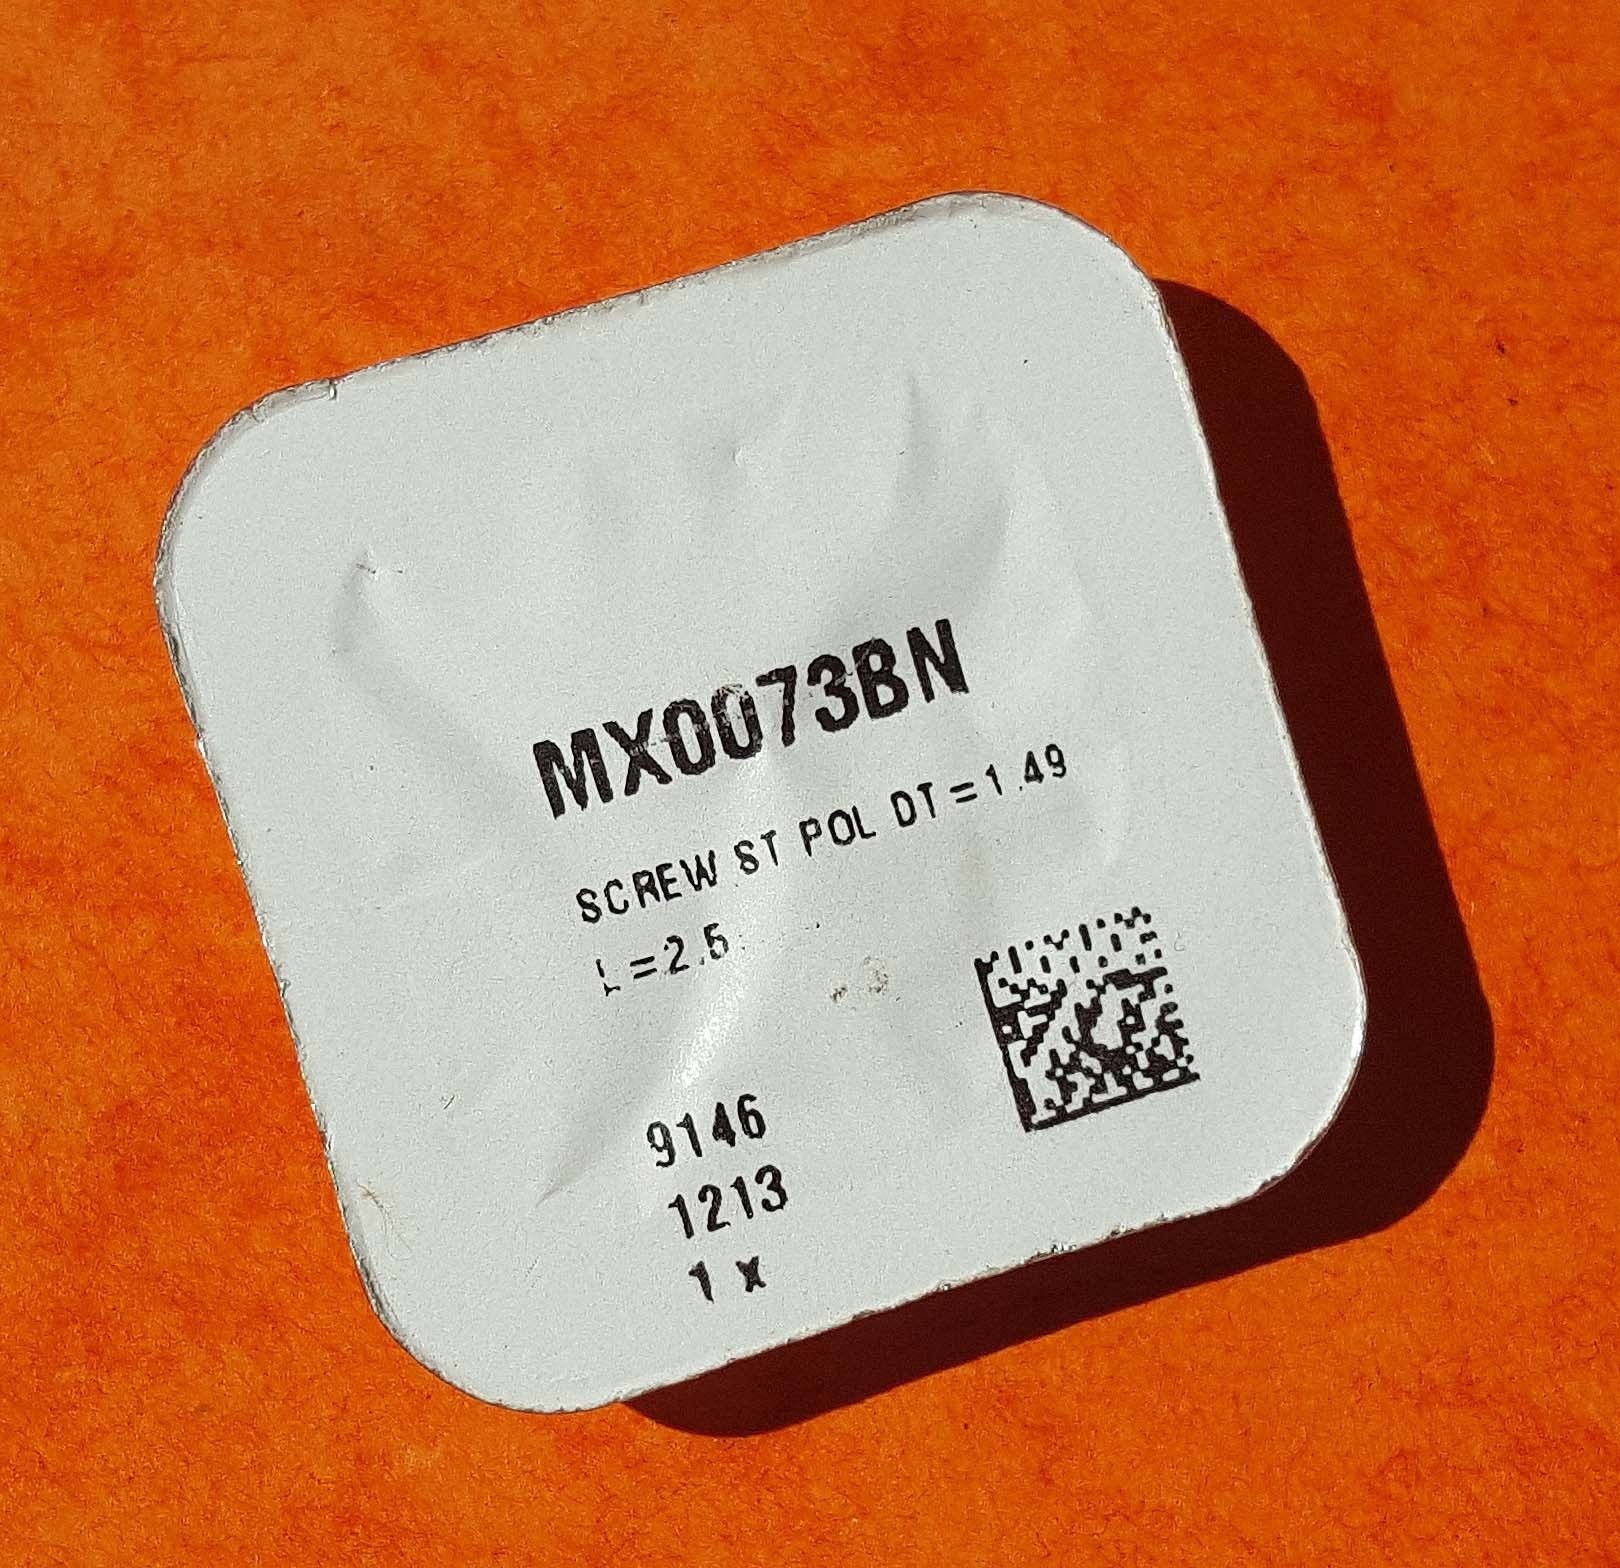 MX0073BN
SCREW ST POL DT=1.49
L=2.5
9146
1213
1 x